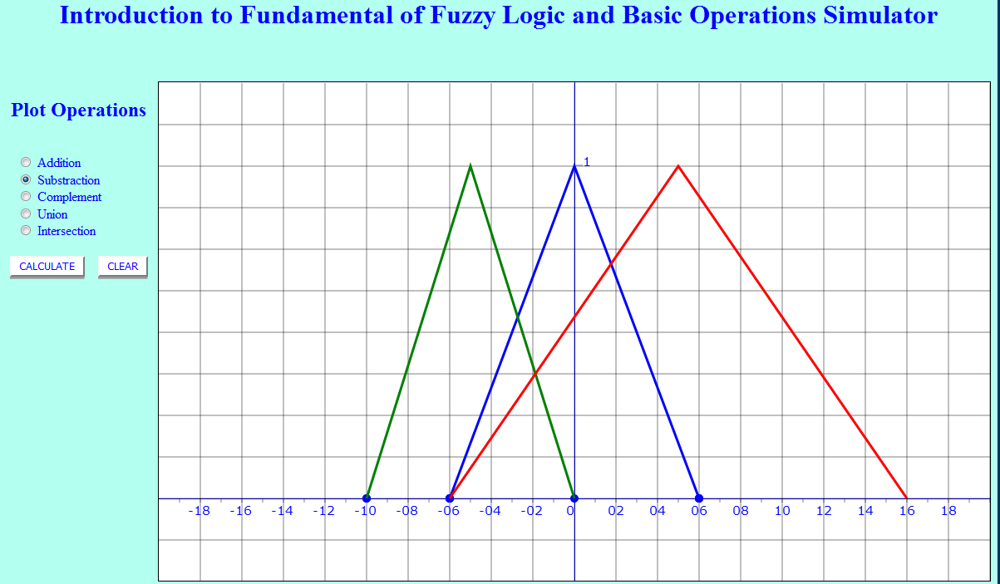 Introduction to Fundamental of Fuzzy Logic and Basic Operations Simulator
Plot Operations
Addition
Substraction
Complement
Union
Intersection
CALCULATE CLEAR
1
-18 -16 -14 -12 -10 -08 -06 -04 -02 0 02 04 06 08 10 12 14 16 18